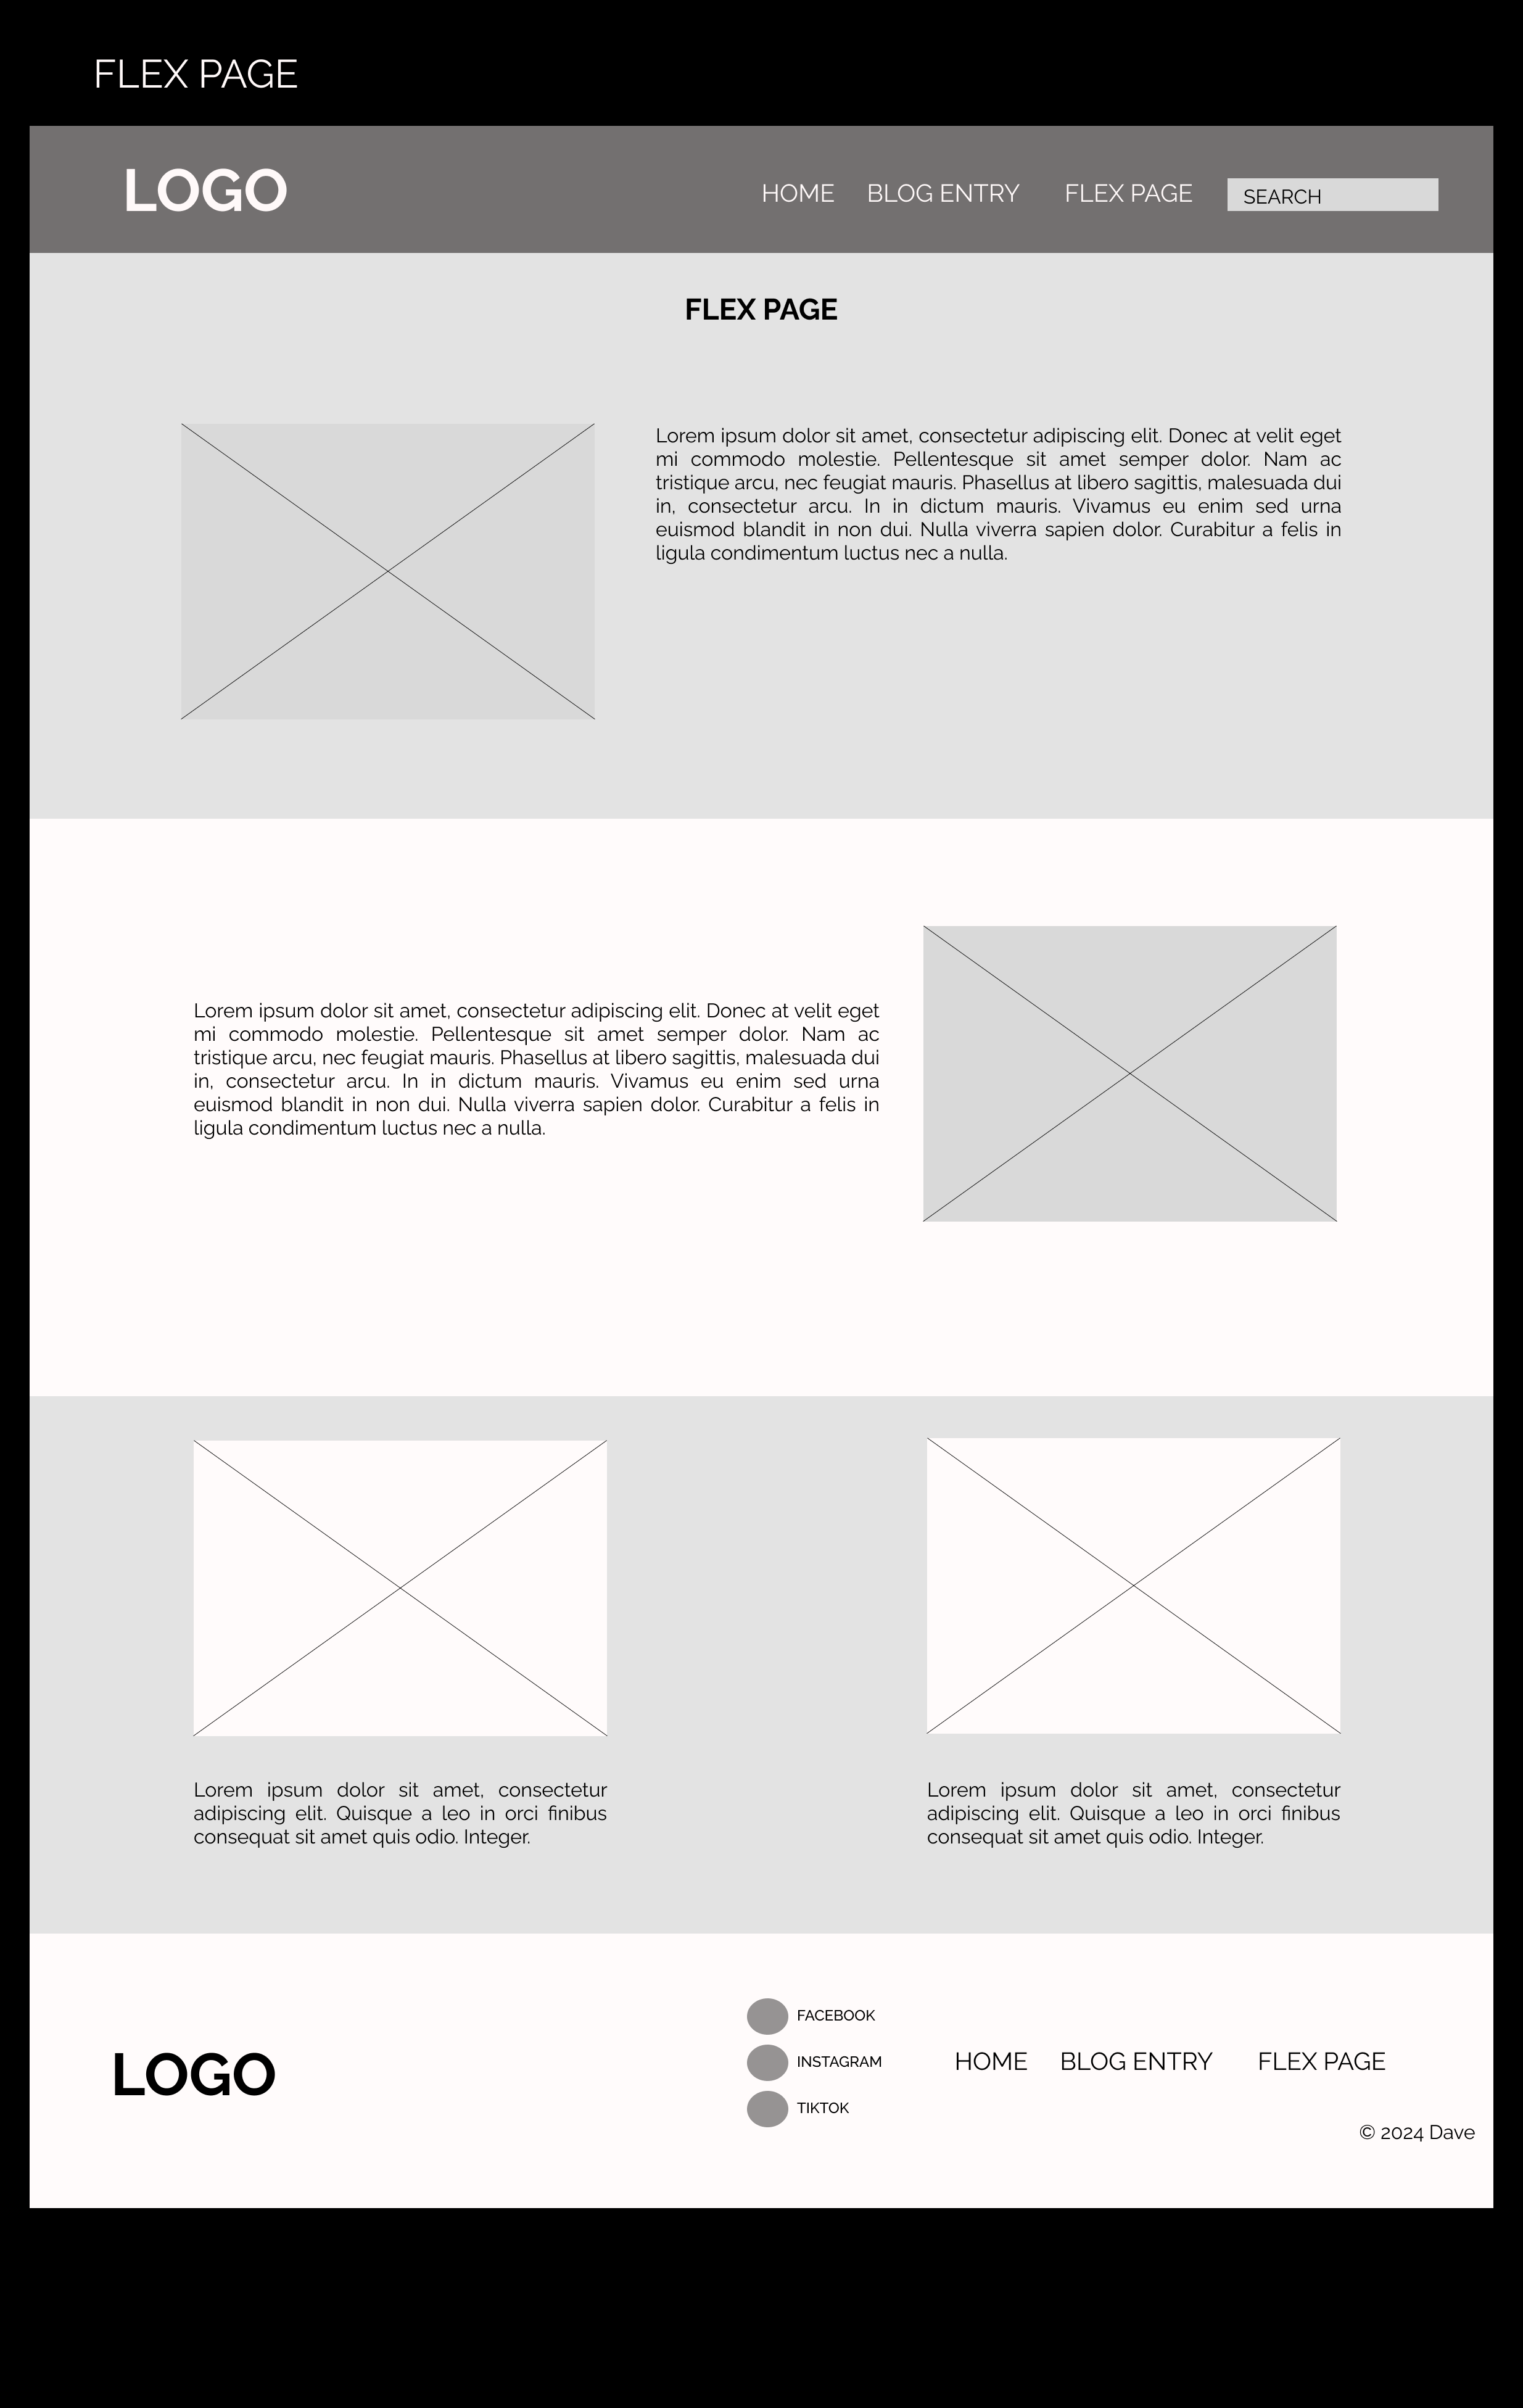 FLEX PAGE
LOGO
HOME BLOG ENTRY FLEX PAGE SEARCH
FLEX PAGE
Lorem ipsum dolor sit amet, consectetur adipiscing elit. Donec at velit eget
mi commodo molestie. Pellentesque sit amet semper dolor. Nam ac
tristique arcu, nec feugiat mauris. Phasellus at libero sagittis, malesuada dui
in, consectetur arcu. In in dictum mauris. Vivamus eu enim sed urna
euismod blandit in non dui. Nulla viverra sapien dolor. Curabitur a felis in
ligula condimentum luctus nec a nulla.
Lorem ipsum dolor sit amet, consectetur adipiscing elit. Donec at velit eget
mi commodo molestie. Pellentesque sit amet semper dolor. Nam ac
tristique arcu, nec feugiat mauris. Phasellus at libero sagittis, malesuada dui
in, consectetur arcu. In in dictum mauris. Vivamus eu enim sed urna
euismod blandit in non dui. Nulla viverra sapien dolor. Curabitur a felis in
ligula condimentum luctus nec a nulla.
Lorem ipsum dolor sit amet, consectetur
adipiscing elit. Quisque a leo in orci finibus
consequat sit amet quis odio. Integer.
Lorem ipsum dolor sit amet, consectetur
adipiscing elit. Quisque a leo in orci finibus
consequat sit amet quis odio. Integer.
LOGO
FACEBOOK
INSTAGRAM
TIKTOK
HOME BLOG ENTRY FLEX PAGE
© 2024 Dave